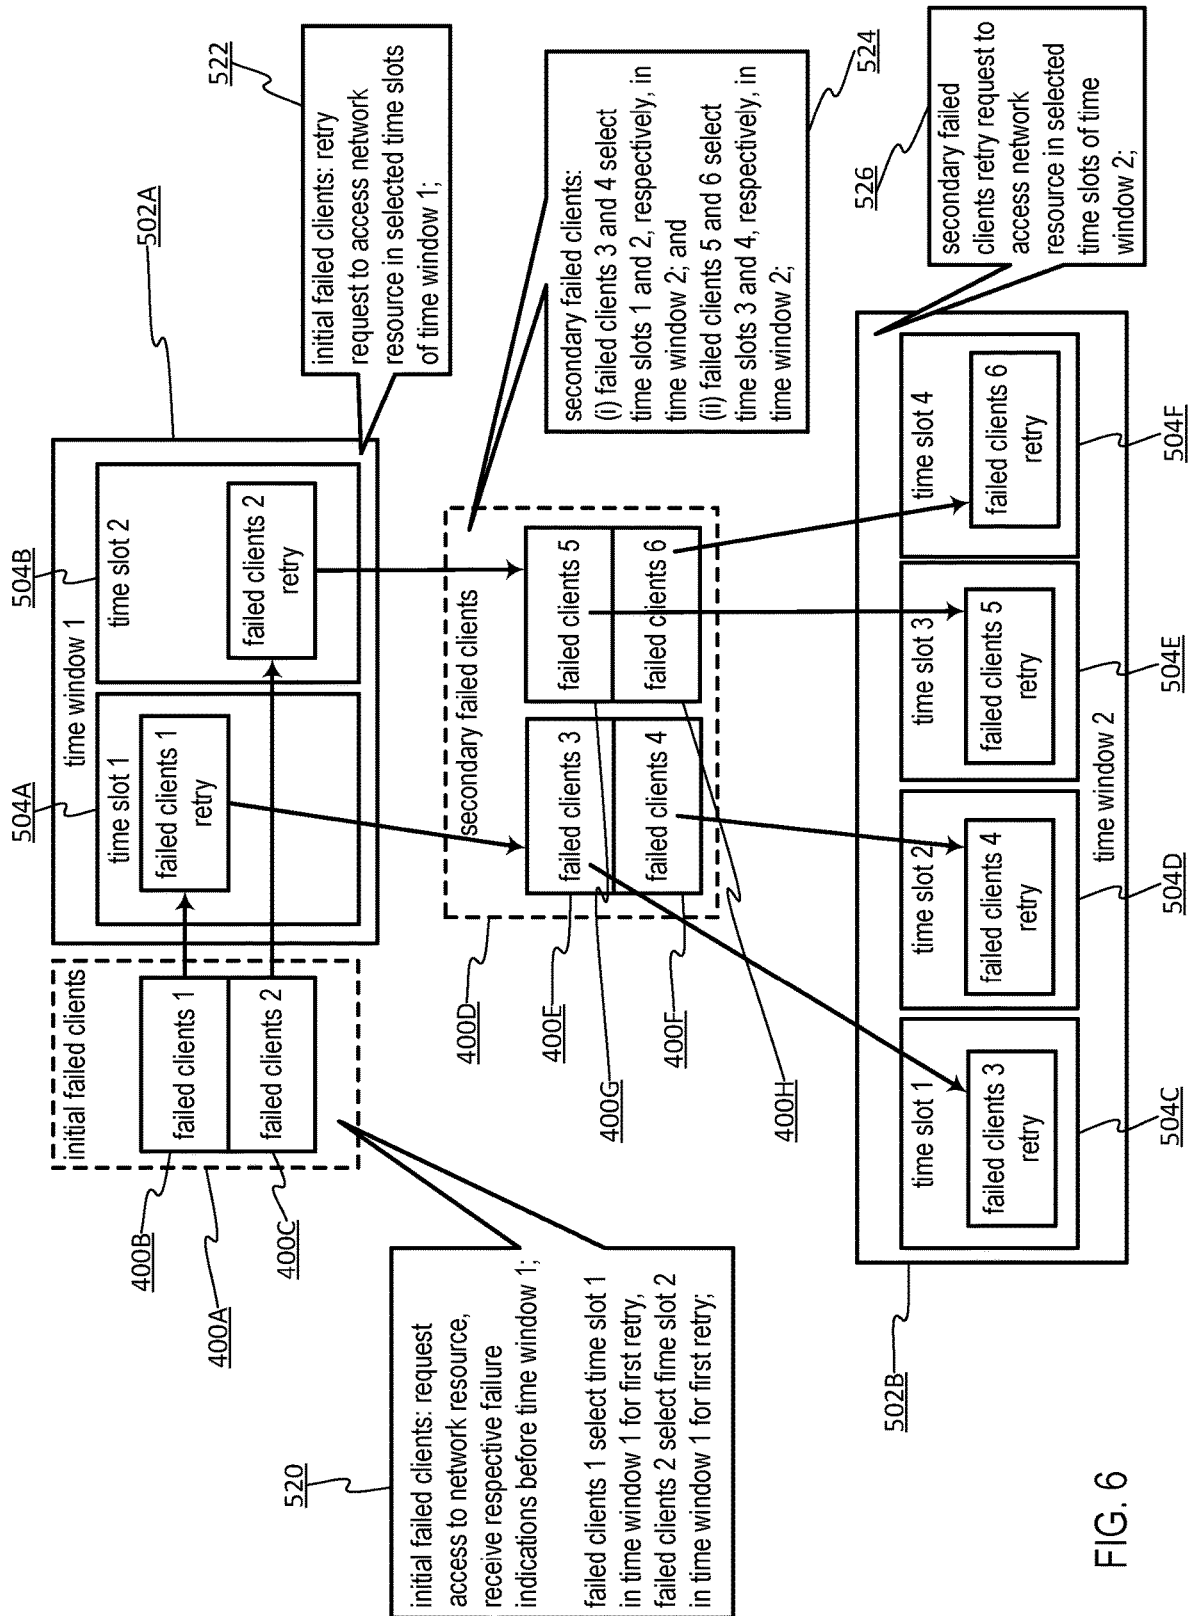 522
initial failed clients: retry
request to access network
resource in selected time slots
of time window 1;
502A
504B
504A
time window 1
time slot 2
failed clients 2
retry
time slot 1
failed clients 1
retry
initial failed clients
failed clients 1
failed clients 2
400B
400A
400C
520
initial failed clients: request
access to network resource,
receive respective failure
indications before time window 1;
failed clients 1 select time slot 1
in time window 1 for first retry,
failed clients 2 select time slot 2
in time window 1 for first retry;
524
secondary failed clients:
(i) failed clients 3 and 4 select
time slots 1 and 2, respectively, in
time window 2; and
(ii) failed clients 5 and 6 select
time slots 3 and 4, respectively, in
time window 2;
secondary failed clients
failed clients 3
failed clients 4
failed clients 5
failed clients 6
400D
400E
400G
400F
400H
526
secondary failed
clients retry request to
access network
resource in selected
time slots of time
window 2;
time slot 1
failed clients 3
retry
time slot 2
failed clients 4
retry
time slot 3
failed clients 5
retry
time slot 4
failed clients 6
retry
time window 2
502B
504C
504D
504E
504F
FIG. 6